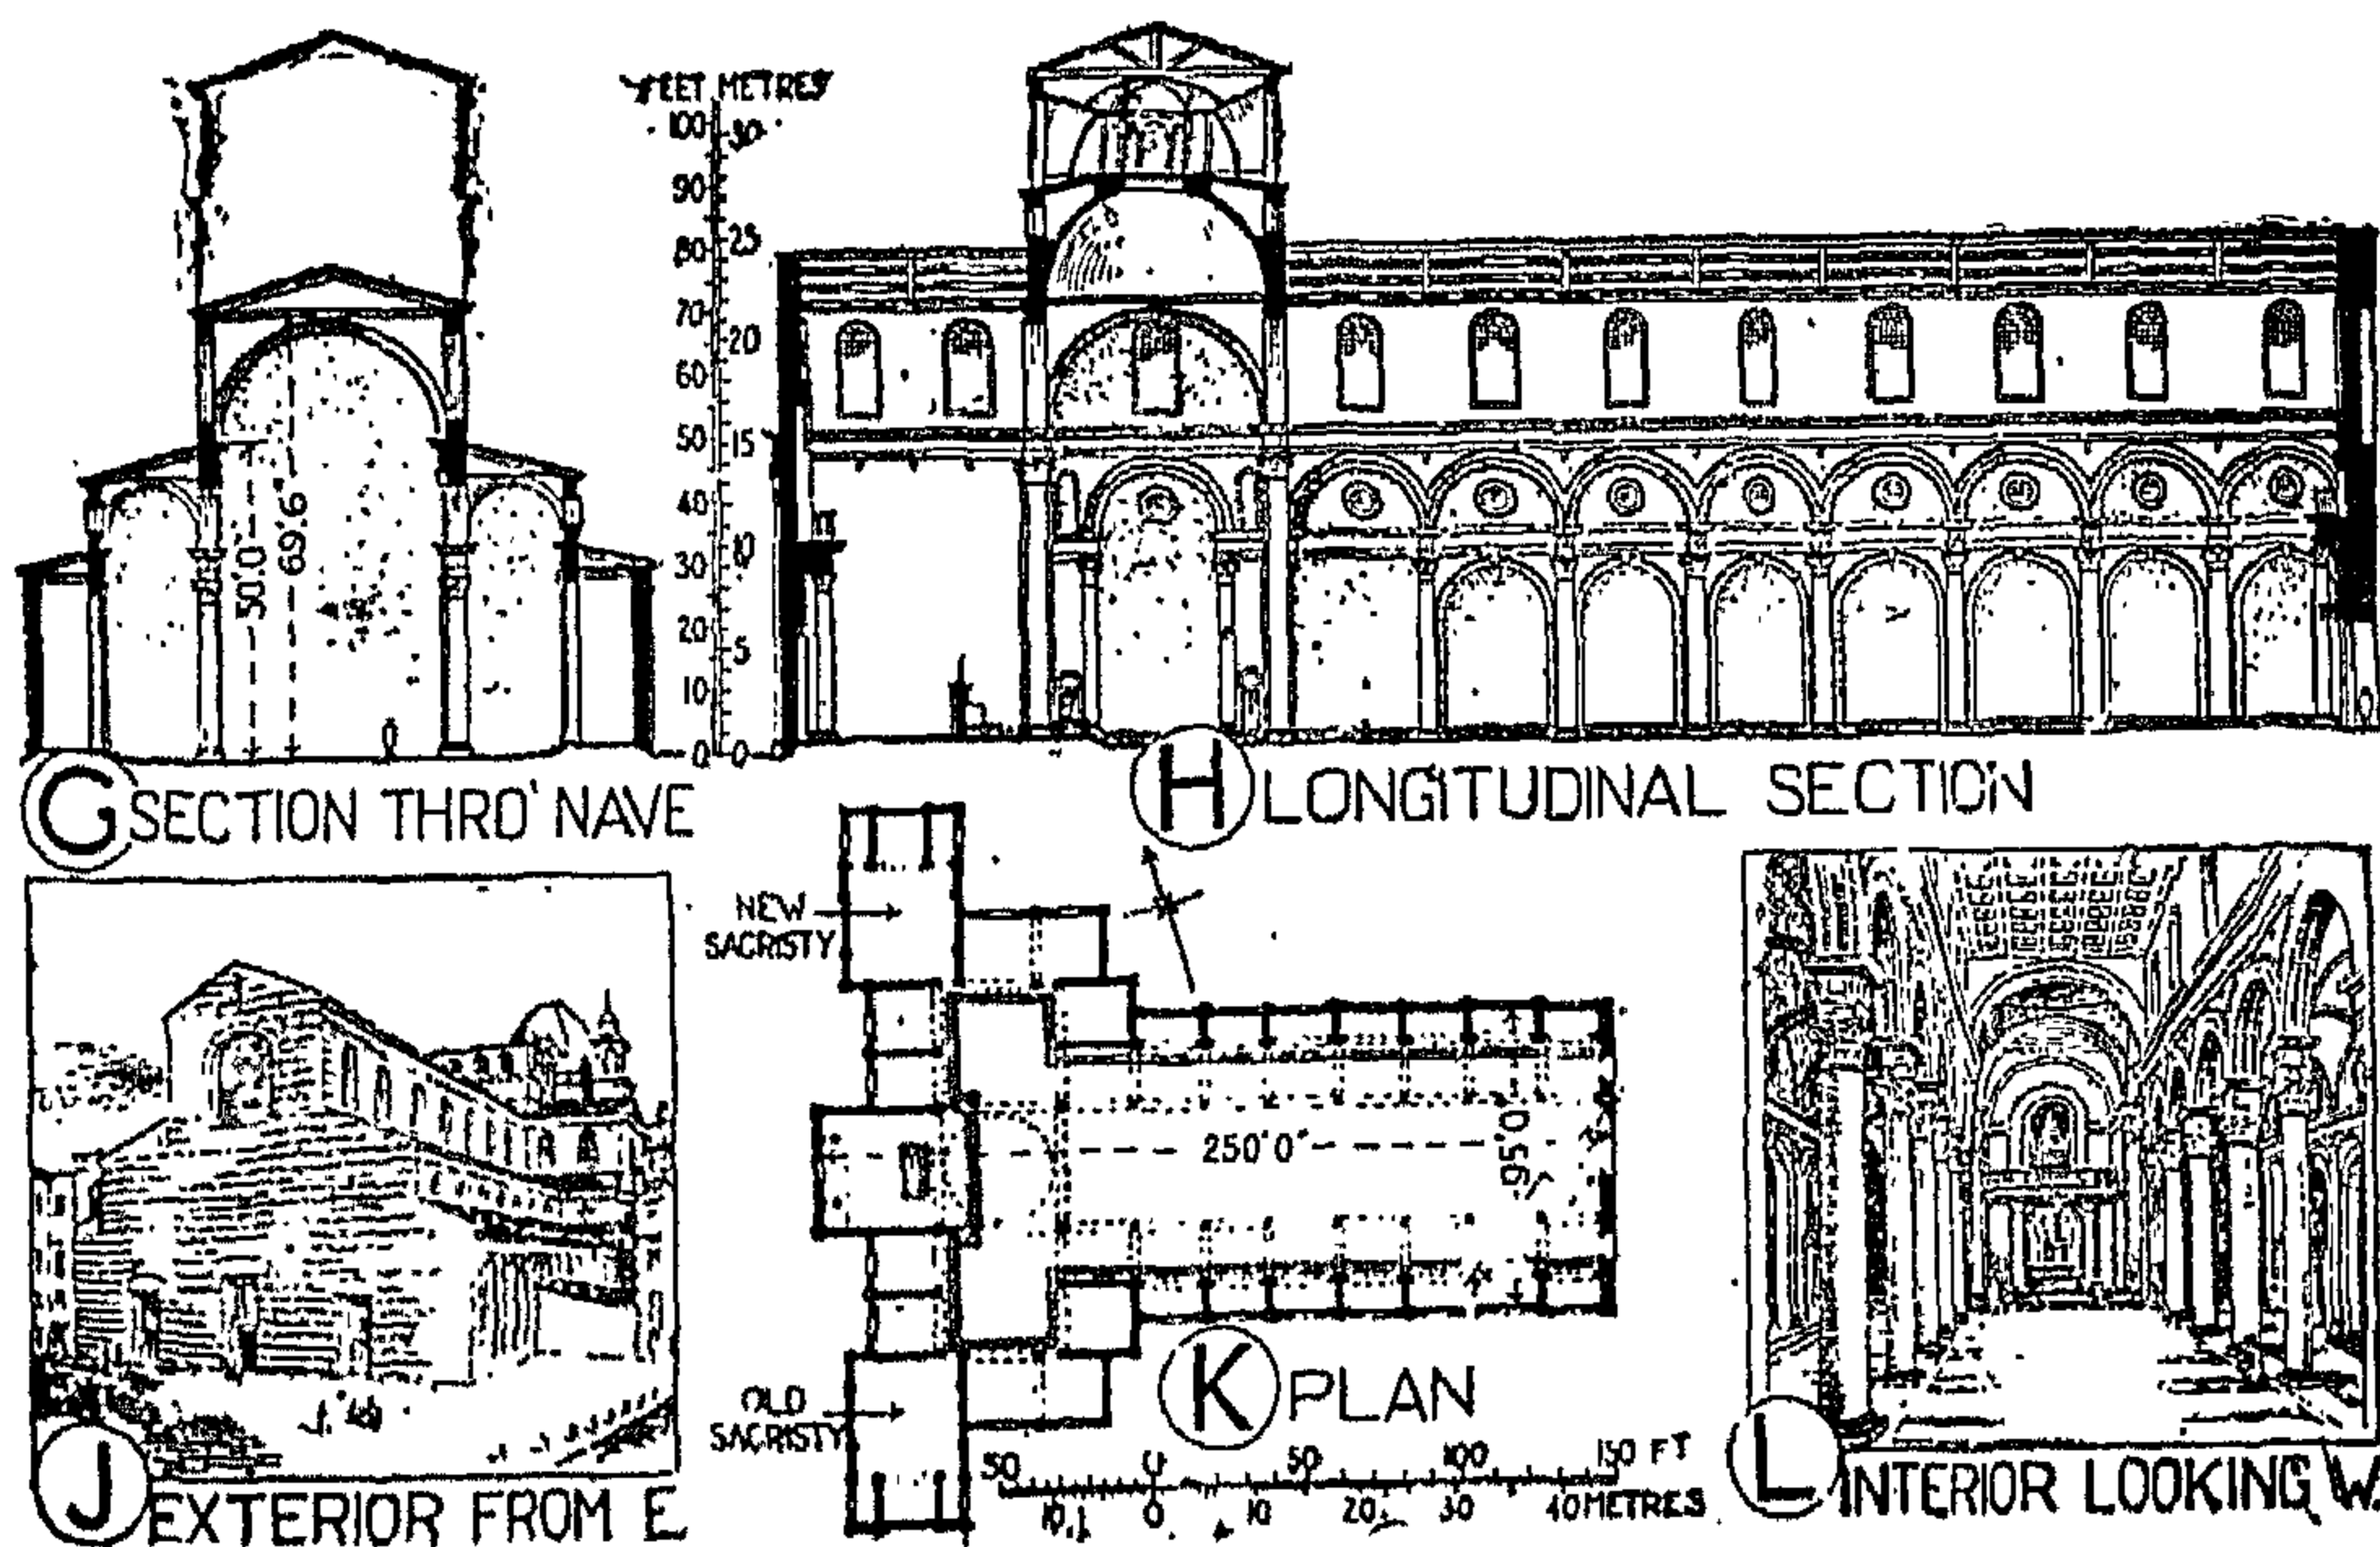 FEET METRES
100
30
90
80
25
70
20
60
50
15
40
30
10
20
5
10
0 0
50'.0"
69'.6
G SECTION THRO' NAVE
H LONGITUDINAL SECTION
NEW
SACRISTY
250'0"
95'.0
OLD
SACRISTY
K PLAN
50 0 50 100 150 FT
10 0 10 20 30 40 METRES
J EXTERIOR FROM E
L INTERIOR LOOKING W.